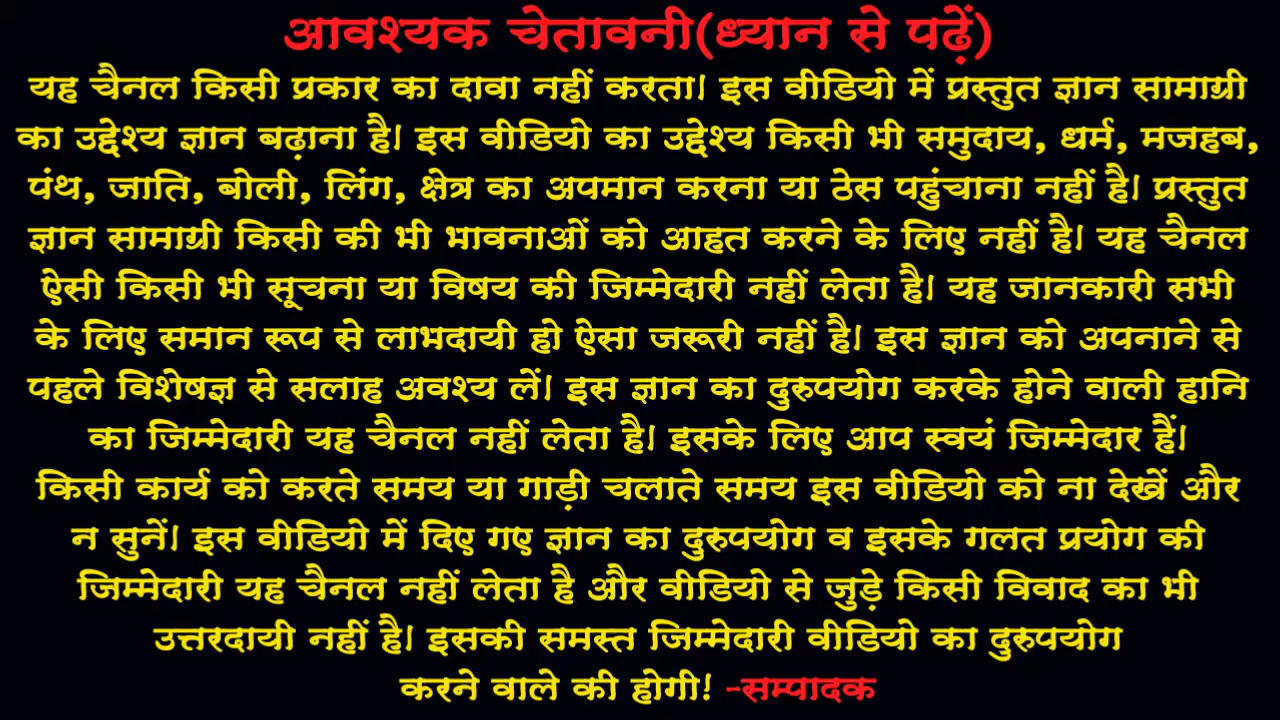 आवश्यक चेतावनी(ध्यान से पढ़ें)
यह चैनल किसी प्रकार का दावा नहीं करता। इस वीडियो में प्रस्तुत ज्ञान सामाग्री
का उद्देश्य ज्ञान बढ़ाना है। इस वीडियो का उद्देश्य किसी भी समुदाय, धर्म, मजहब,
पंथ, जाति, बोली, लिंग, क्षेत्र का अपमान करना या ठेस पहुंचाना नहीं है। प्रस्तुत
ज्ञान सामाग्री किसी की भी भावनाओं को आहत करने के लिए नहीं है। यह चैनल
ऐसी किसी भी सूचना या विषय की जिम्मेदारी नहीं लेता है। यह जानकारी सभी
के लिए समान रूप से लाभदायी हो ऐसा जरूरी नहीं है। इस ज्ञान को अपनाने से
पहले विशेषज्ञ से सलाह अवश्य लें। इस ज्ञान का दुरुपयोग करके होने वाली हानि
का जिम्मेदारी यह चैनल नहीं लेता है। इसके लिए आप स्वयं जिम्मेदार हैं।
किसी कार्य को करते समय या गाड़ी चलाते समय इस वीडियो को ना देखें और
न सुनें। इस वीडियो में दिए गए ज्ञान का दुरुपयोग व इसके गलत प्रयोग की
जिम्मेदारी यह चैनल नहीं लेता है और वीडियो से जुड़े किसी विवाद का भी
उत्तरदायी नहीं है। इसकी समस्त जिम्मेदारी वीडियो का दुरुपयोग
करने वाले की होगी! -सम्पादक